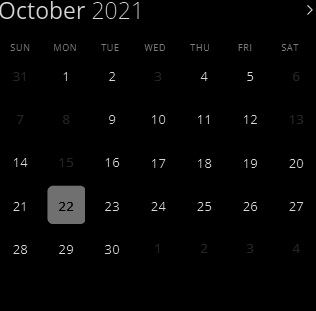 October 2021
SUN MON TUE WED THU FRI SAT
31 1 2 3 4 5 6
7 8 9 10 11 12 13
14 15 16 17 18 19 20
21 22 23 24 25 26 27
28 29 30 1 2 3 4